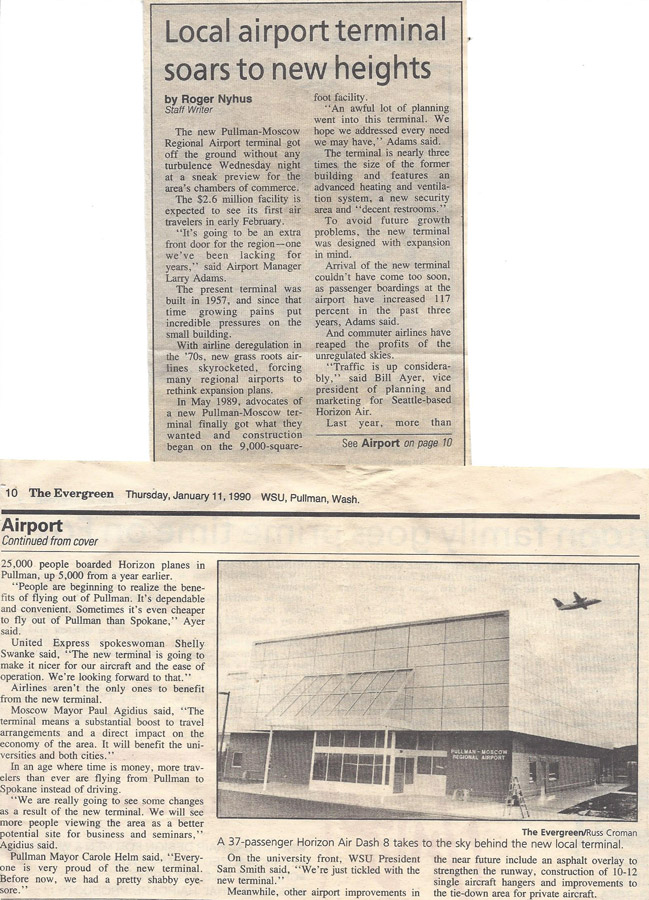 Local airport terminal
soars to new heights
by Roger Nyhus
Staff Writer
The new Pullman-Moscow
Regional Airport terminal got
off the ground without any
turbulence Wednesday night
at a sneak preview for the
area's chambers of commerce.
The $2.6 million facility is
expected to see its first air
travelers in early February.
"It's going to be an extra
front door for the region—one
we've been lacking for
years," said Airport Manager
Larry Adams.
The present terminal was
built in 1957, and since that
time growing pains put
incredible pressures on the
small building.
With airline deregulation in
the '70s, new grass roots air-
lines skyrocketed, forcing
many regional airports to
rethink expansion plans.
In May 1989, advocates of
a new Pullman-Moscow ter-
minal finally got what they
wanted and construction
began on the 9,000-square-
foot facility.
"An awful lot of planning
went into this terminal. We
hope we addressed every need
we may have," Adams said.
The terminal is nearly three
times the size of the former
building and features an
advanced heating and ventila-
tion system, a new security
area and "decent restrooms."
To avoid future growth
problems, the new terminal
was designed with expansion
in mind.
Arrival of the new terminal
couldn't have come too soon,
as passenger boardings at the
airport have increased 117
percent in the past three
years, Adams said.
And commuter airlines have
reaped the profits of the
unregulated skies.
"Traffic is up considera-
bly," said Bill Ayer, vice
president of planning and
marketing for Seattle-based
Horizon Air.
Last year, more than
See Airport on page 10
10 The Evergreen Thursday, January 11, 1990 WSU, Pullman, Wash.
Airport
Continued from cover
25,000 people boarded Horizon planes in
Pullman, up 5,000 from a year earlier.
"People are beginning to realize the bene-
fits of flying out of Pullman. It's dependable
and convenient. Sometimes it's even cheaper
to fly out of Pullman than Spokane," Ayer
said.
United Express spokeswoman Shelly
Swanke said, "The new terminal is going to
make it nicer for our aircraft and the ease of
operation. We're looking forward to that."
Airlines aren't the only ones to benefit
from the new terminal.
Moscow Mayor Paul Agidius said, "The
terminal means a substantial boost to travel
arrangements and a direct impact on the
economy of the area. It will benefit the uni-
versities and both cities."
In an age where time is money, more trav-
elers than ever are flying from Pullman to
Spokane instead of driving.
"We are really going to see some changes
as a result of the new terminal. We will see
more people viewing the area as a better
potential site for business and seminars,"
Agidius said.
Pullman Mayor Carole Helm said, "Every-
one is very proud of the new terminal.
Before now, we had a pretty shabby eye-
sore."
PULLMAN - MOSCOW
REGIONAL AIRPORT
The Evergreen/Russ Croman
A 37-passenger Horizon Air Dash 8 takes to the sky behind the new local terminal.
On the university front, WSU President
Sam Smith said, "We're just tickled with the
new terminal."
Meanwhile, other airport improvements in
the near future include an asphalt overlay to
strengthen the runway, construction of 10-12
single aircraft hangers and improvements to
the tie-down area for private aircraft.